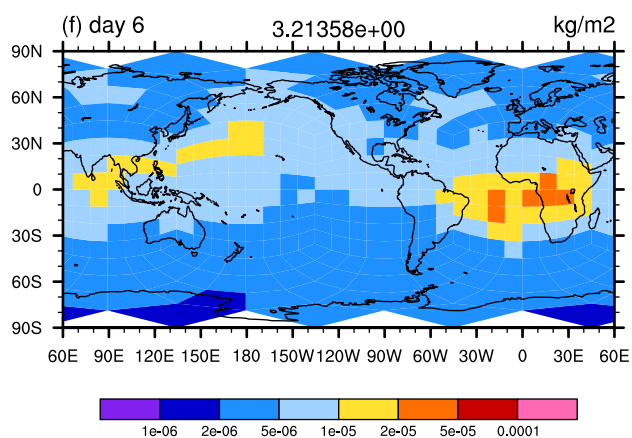 (f) day 6 3.21358e+00 kg/m2
90N
60N
30N
0
30S
60S
90S
60E 90E 120E 150E 180 150W 120W 90W 60W 30W 0 30E 60E
1e-06 2e-06 5e-06 1e-05 2e-05 5e-05 0.0001